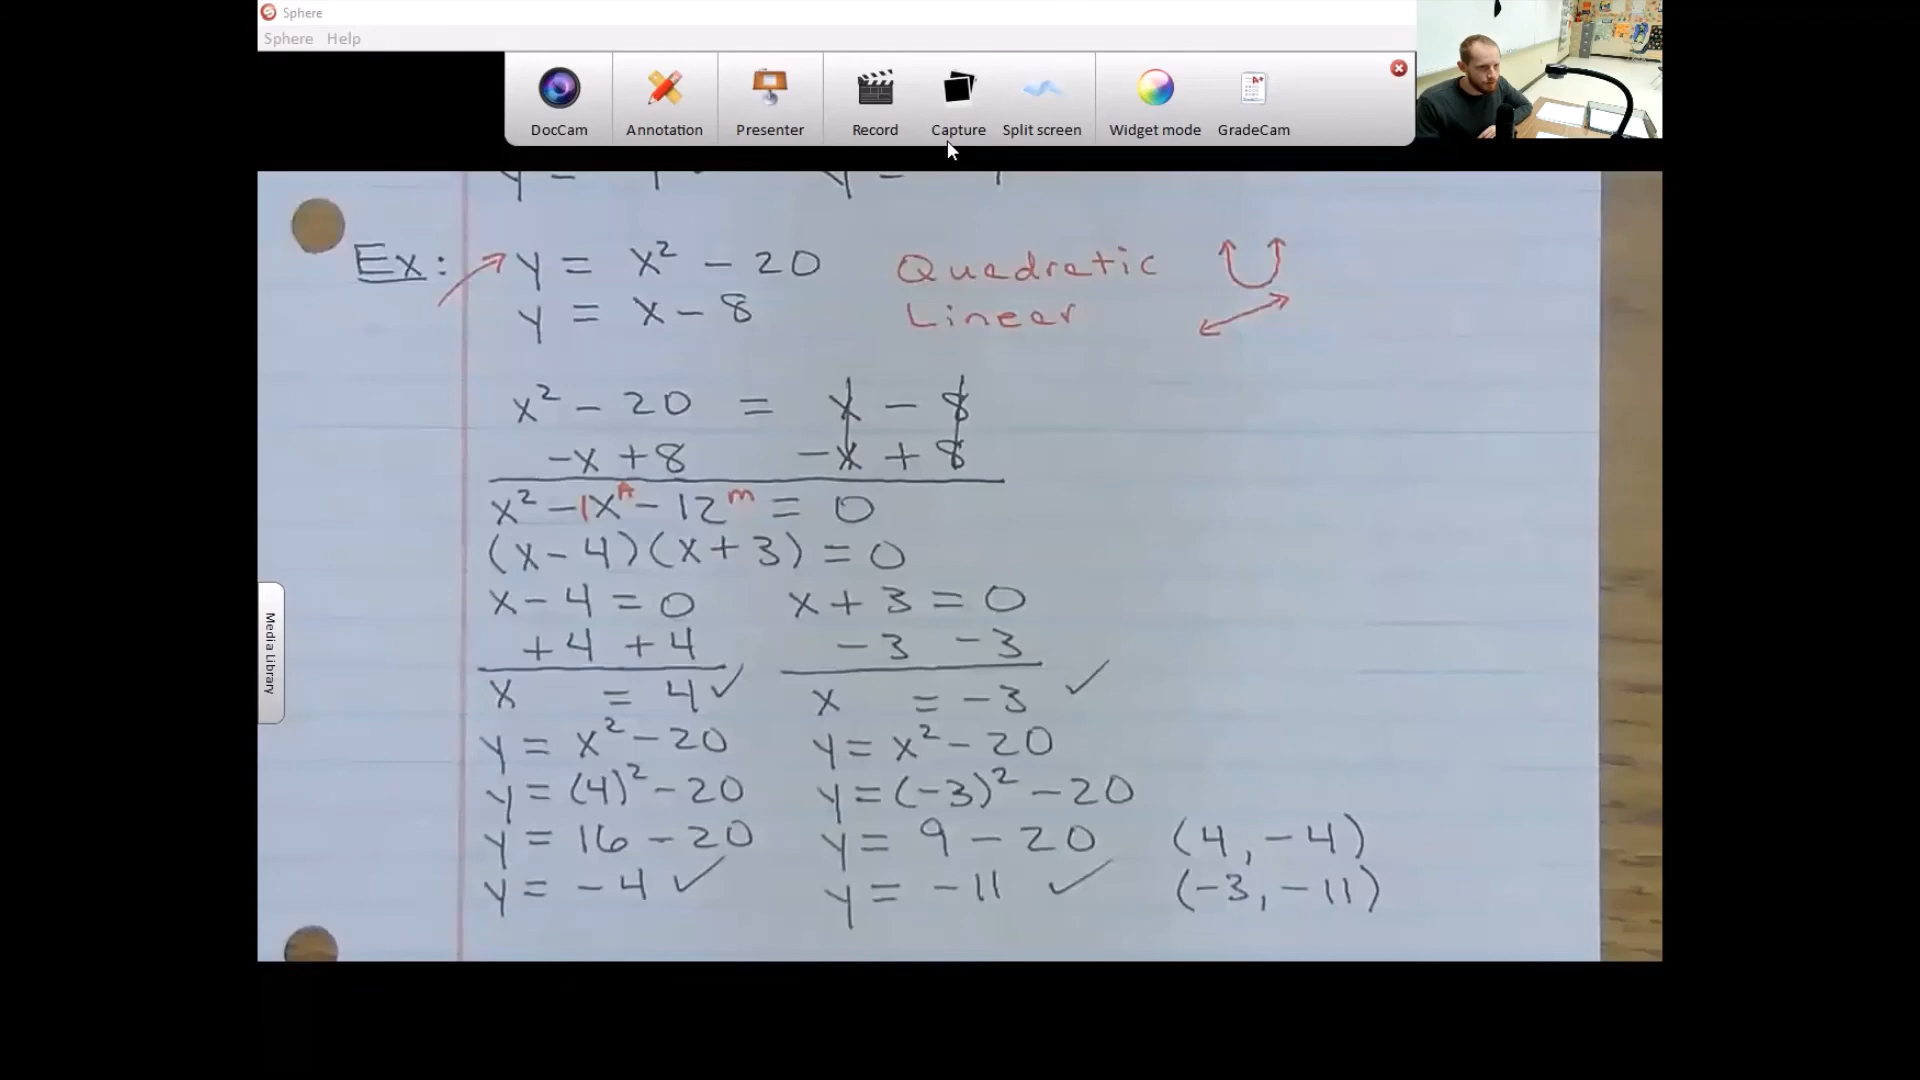 Sphere
Sphere Help
DocCam Annotation Presenter Record Capture Split screen Widget mode GradeCam
Media Library
Ex: y = x² - 20 Quadratic
y = x - 8 Linear
x² - 20 = x - 8
-x + 8 -x + 8
x² - 1x^A - 12^m = 0
(x - 4)(x + 3) = 0
x - 4 = 0 x + 3 = 0
+4 +4 -3 -3
x = 4 ✓ x = -3 ✓
y = x² - 20 y = x² - 20
y = (4)² - 20 y = (-3)² - 20
y = 16 - 20 y = 9 - 20 (4, -4)
y = -4 ✓ y = -11 ✓ (-3, -11)